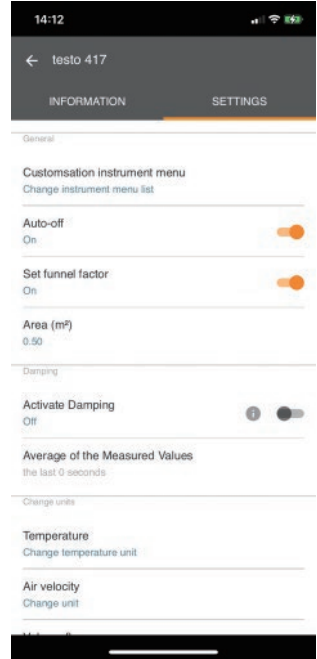 14:12
testo 417
INFORMATION SETTINGS
General
Customsation instrument menu
Change instrument menu list
Auto-off
On
Set funnel factor
On
Area (m²)
0.50
Damping
Activate Damping
Off
Average of the Measured Values
the last 0 seconds
Change units
Temperature
Change temperature unit
Air velocity
Change unit